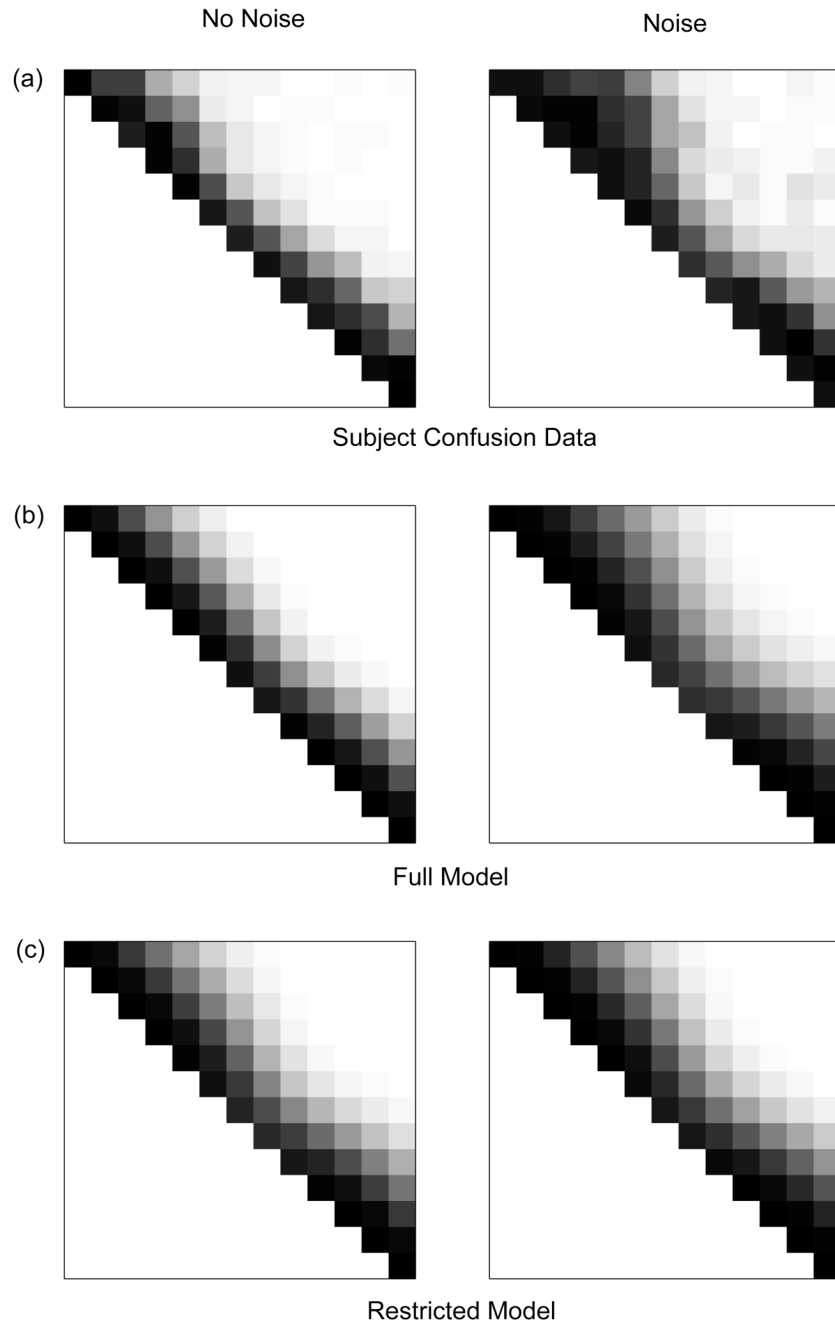 No Noise
Noise
(a)
Subject Confusion Data
(b)
Full Model
(c)
Restricted Model